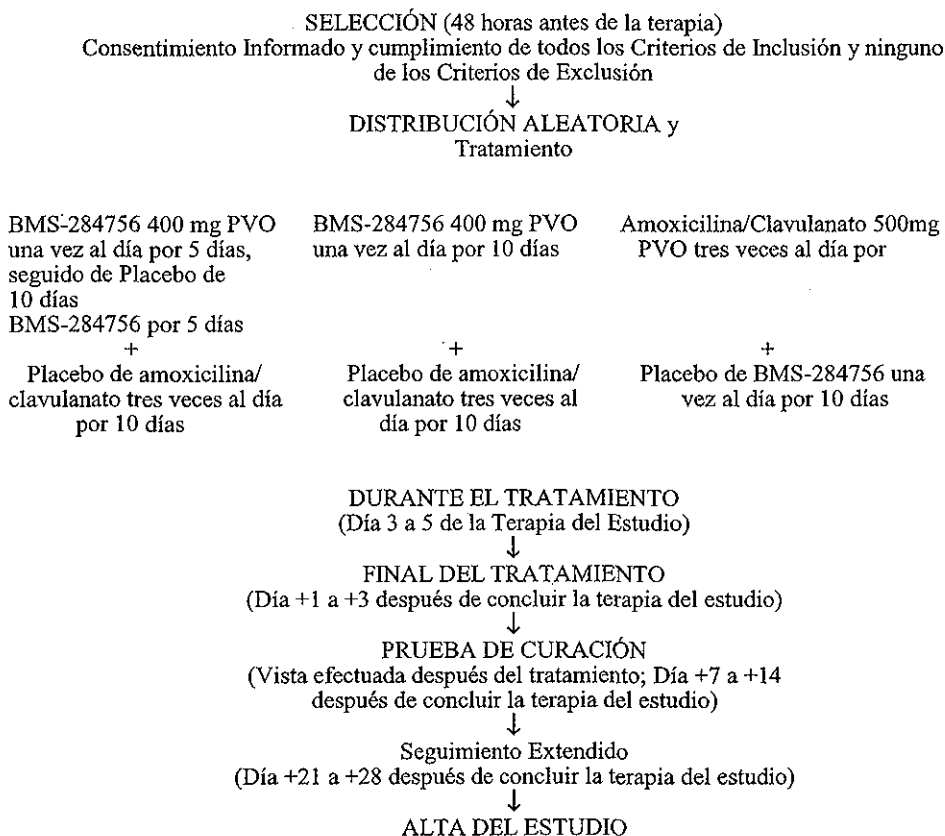 SELECCIÓN (48 horas antes de la terapia)
Consentimiento Informado y cumplimiento de todos los Criterios de Inclusión y ninguno
de los Criterios de Exclusión
↓
DISTRIBUCIÓN ALEATORIA y
Tratamiento
BMS-284756 400 mg PVO
una vez al día por 5 días,
seguido de Placebo de
10 días
BMS-284756 por 5 días
+
Placebo de amoxicilina/
clavulanato tres veces al día
por 10 días
BMS-284756 400 mg PVO
una vez al día por 10 días
+
Placebo de amoxicilina/
clavulanato tres veces al
día por 10 días
Amoxicilina/Clavulanato 500mg
PVO tres veces al día por
+
Placebo de BMS-284756 una
vez al día por 10 días
DURANTE EL TRATAMIENTO
(Día 3 a 5 de la Terapia del Estudio)
↓
FINAL DEL TRATAMIENTO
(Día +1 a +3 después de concluir la terapia del estudio)
↓
PRUEBA DE CURACIÓN
(Vista efectuada después del tratamiento; Día +7 a +14
después de concluir la terapia del estudio)
↓
Seguimiento Extendido
(Día +21 a +28 después de concluir la terapia del estudio)
↓
ALTA DEL ESTUDIO